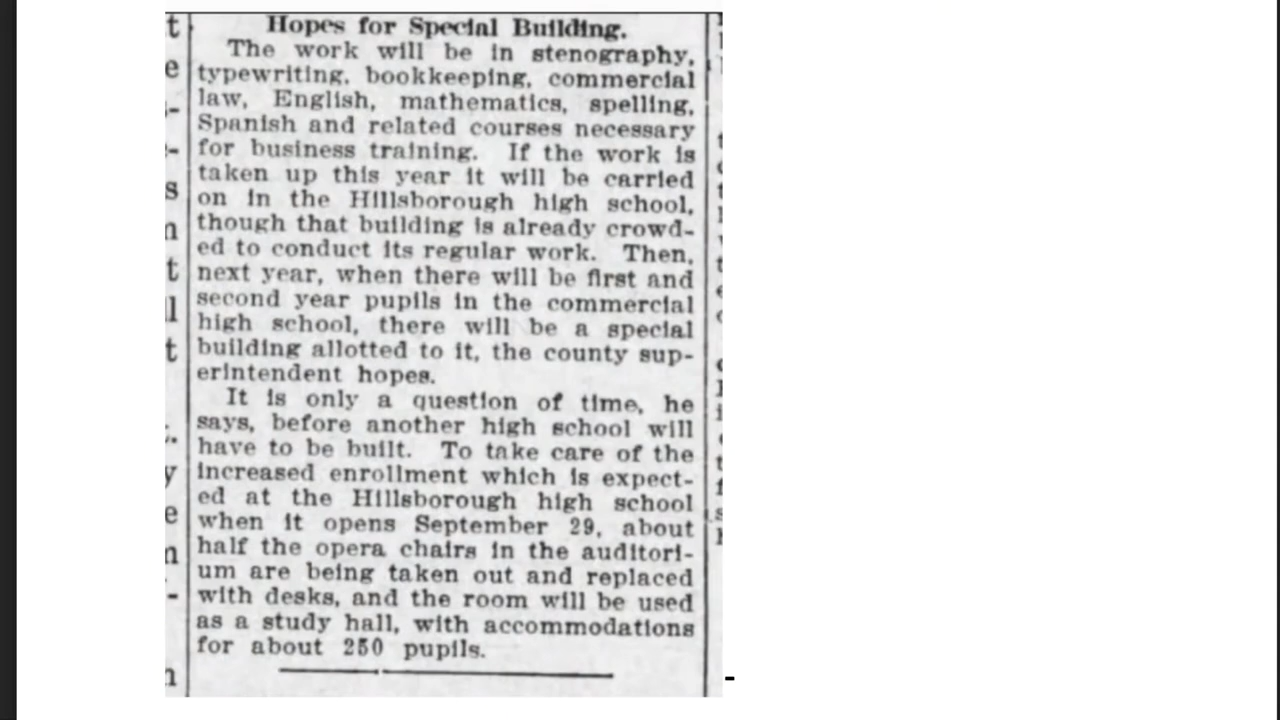 Hopes for Special Building.
The work will be in stenography,
typewriting, bookkeeping, commercial
law, English, mathematics, spelling,
Spanish and related courses necessary
for business training. If the work is
taken up this year it will be carried
on in the Hillsborough high school,
though that building is already crowd-
ed to conduct its regular work. Then,
next year, when there will be first and
second year pupils in the commercial
high school, there will be a special
building allotted to it, the county sup-
erintendent hopes.
It is only a question of time, he
says, before another high school will
have to be built. To take care of the
increased enrollment which is expect-
ed at the Hillsborough high school
when it opens September 29, about
half the opera chairs in the auditori-
um are being taken out and replaced
with desks, and the room will be used
as a study hall, with accommodations
for about 250 pupils.
-